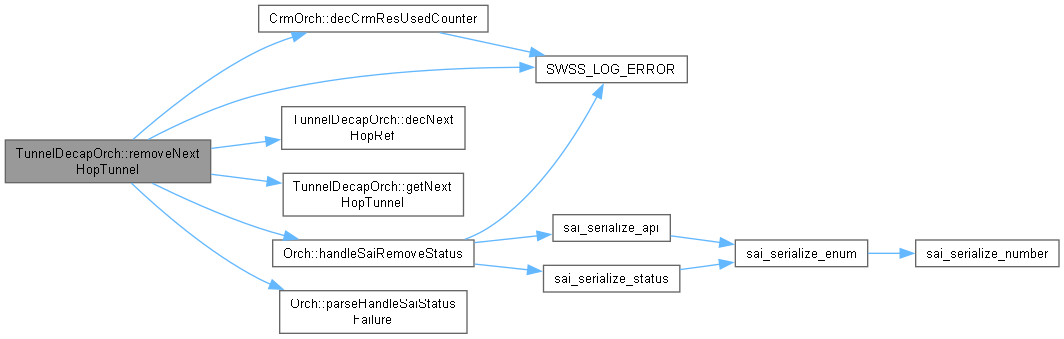 CrmOrch::decCrmResUsedCounter
SWSS_LOG_ERROR
TunnelDecapOrch::decNext
HopRef
TunnelDecapOrch::removeNext
HopTunnel
TunnelDecapOrch::getNext
HopTunnel
Orch::handleSaiRemoveStatus
sai_serialize_api
sai_serialize_enum
sai_serialize_number
sai_serialize_status
Orch::parseHandleSaiStatus
Failure